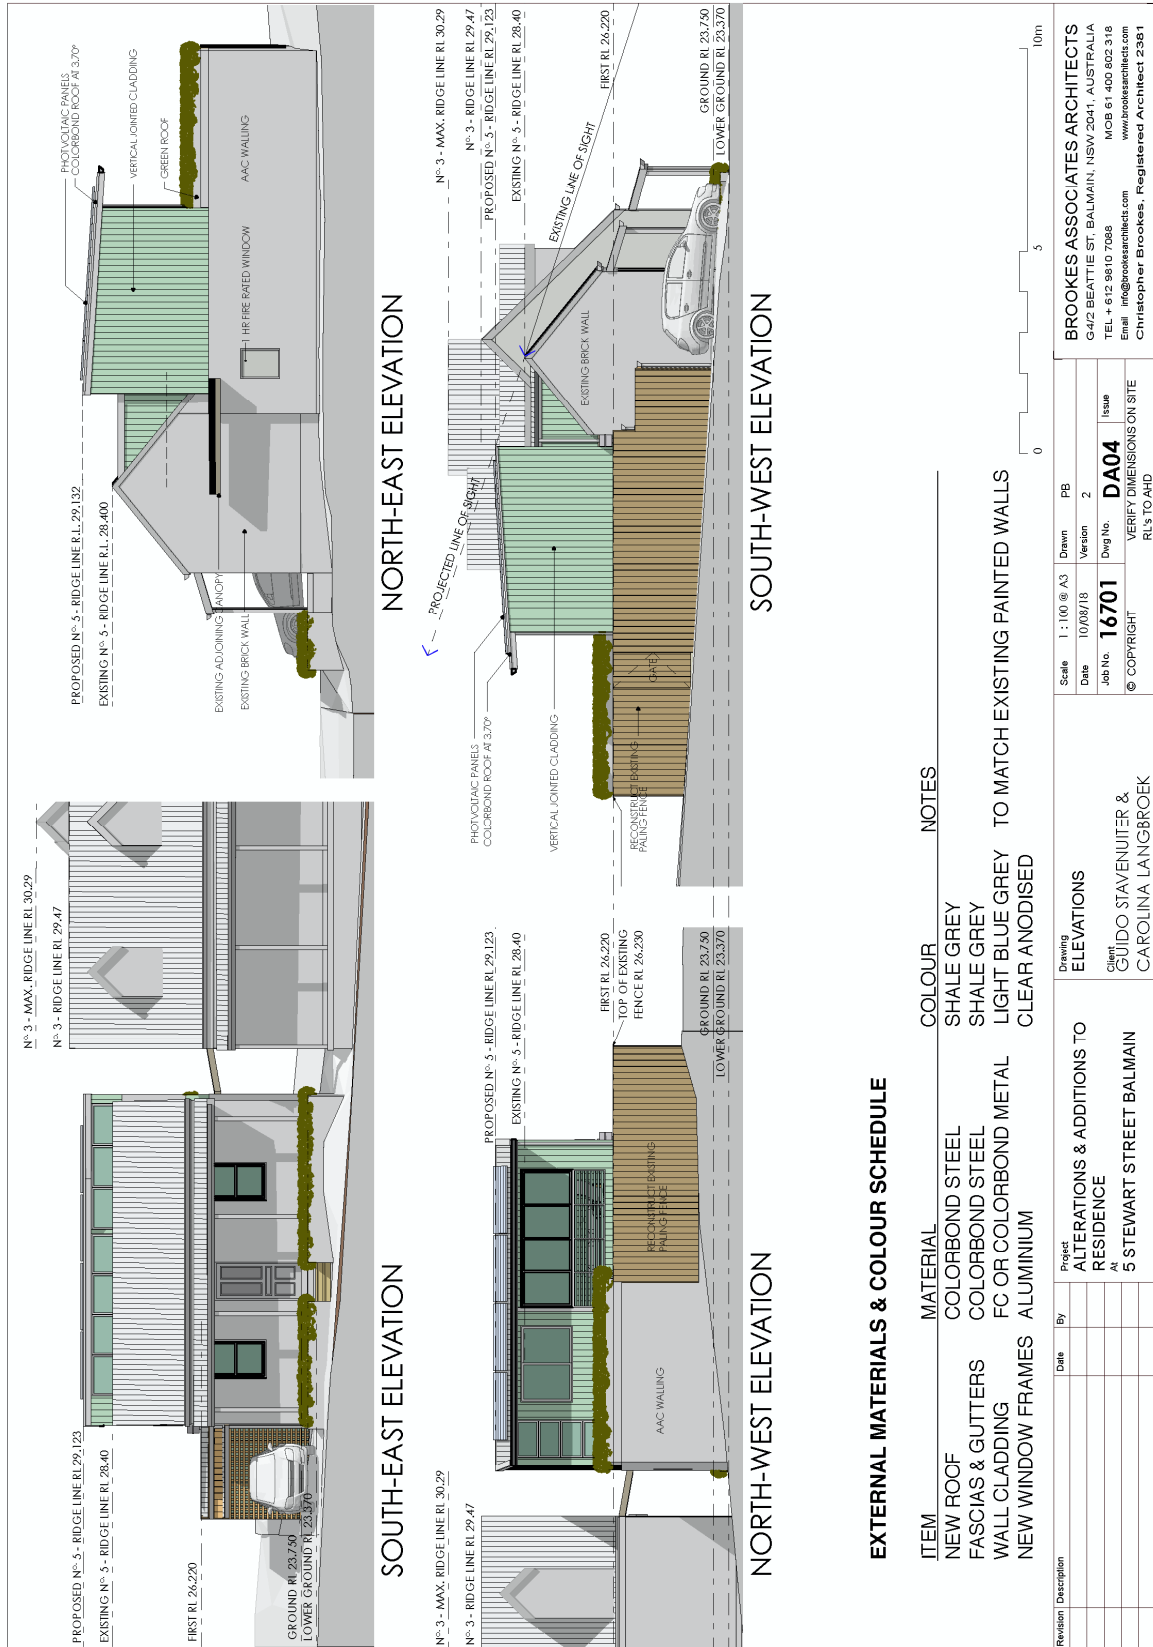 PROPOSED Nº 5 - RIDGE LINE RL 29.123
EXISTING Nº 5 - RIDGE LINE RL 28.40
FIRST RL 26.220
GROUND RL 23.750
LOWER GROUND RL 23.370
Nº 3 - MAX. RIDGE LINE RL 30.29
Nº 3 - RIDGE LINE RL 29.47
SOUTH-EAST ELEVATION
PROPOSED Nº 5 - RIDGE LINE R.L. 29.132
EXISTING Nº 5 - RIDGE LINE R.L. 28.400
PHOTVOLTAIC PANELS
COLORBOND ROOF AT 3.70º
VERTICAL JOINTED CLADDING
GREEN ROOF
AAC WALLING
1 HR FIRE RATED WINDOW
EXISTING ADJOINING CANOPY
EXISTING BRICK WALL
NORTH-EAST ELEVATION
Nº 3 - MAX. RIDGE LINE RL 30.29
Nº 3 - RIDGE LINE RL 29.47
AAC WALLING
RECONSTRUCT EXISTING
PALING FENCE
PROPOSED Nº 5 - RIDGE LINE RL 29.123
EXISTING Nº 5 - RIDGE LINE RL 28.40
FIRST RL 26.220
TOP OF EXISTING
FENCE RL 26.230
GROUND RL 23.750
LOWER GROUND RL 23.370
NORTH-WEST ELEVATION
PHOTVOLTAIC PANELS
COLORBOND ROOF AT 3.70º
VERTICAL JOINTED CLADDING
RECONSTRUCT EXISTING
PALING FENCE
GATE
PROJECTED LINE OF SIGHT
EXISTING LINE OF SIGHT
EXISTING BRICK WALL
Nº 3 - MAX. RIDGE LINE RL 30.29
Nº 3 - RIDGE LINE RL 29.47
PROPOSED Nº 5 - RIDGE LINE RL 29.123
EXISTING Nº 5 - RIDGE LINE RL 28.40
FIRST RL 26.220
GROUND RL 23.750
LOWER GROUND RL 23.370
SOUTH-WEST ELEVATION
EXTERNAL MATERIALS & COLOUR SCHEDULE
ITEM MATERIAL COLOUR NOTES
NEW ROOF COLORBOND STEEL SHALE GREY
FASCIAS & GUTTERS COLORBOND STEEL SHALE GREY
WALL CLADDING FC OR COLORBOND METAL LIGHT BLUE GREY TO MATCH EXISTING PAINTED WALLS
NEW WINDOW FRAMES ALUMINIUM CLEAR ANODISED
0 5 10m
Revision Description Date By
Project
ALTERATIONS & ADDITIONS TO
RESIDENCE
At
5 STEWART STREET BALMAIN
Drawing
ELEVATIONS
Client
GUIDO STAVENUITER &
CAROLINA LANGBROEK
Scale 1 : 100 @ A3 Drawn PB
Date 10/08/18 Version 2
Job No. 16701 Dwg No. DA04 Issue
© COPYRIGHT VERIFY DIMENSIONS ON SITE
RL's TO AHD
BROOKES ASSOCIATES ARCHITECTS
G4/2 BEATTIE ST, BALMAIN, NSW 2041, AUSTRALIA
TEL + 612 9810 7088 MOB 61 400 802 318
Email info@brookesarchitects.com www.brookesarchitects.com
Christopher Brookes, Registered Architect 2381